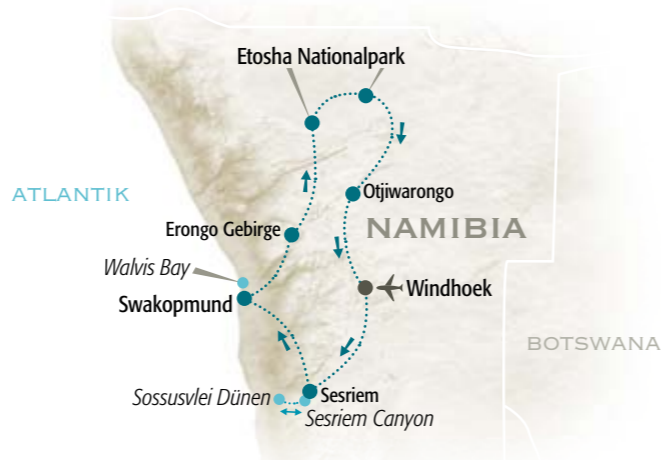 Etosha Nationalpark
ATLANTIK
Otjiwarongo
Erongo Gebirge
NAMIBIA
Walvis Bay
Swakopmund
Windhoek
BOTSWANA
Sossusvlei Dünen
Sesriem
Sesriem Canyon